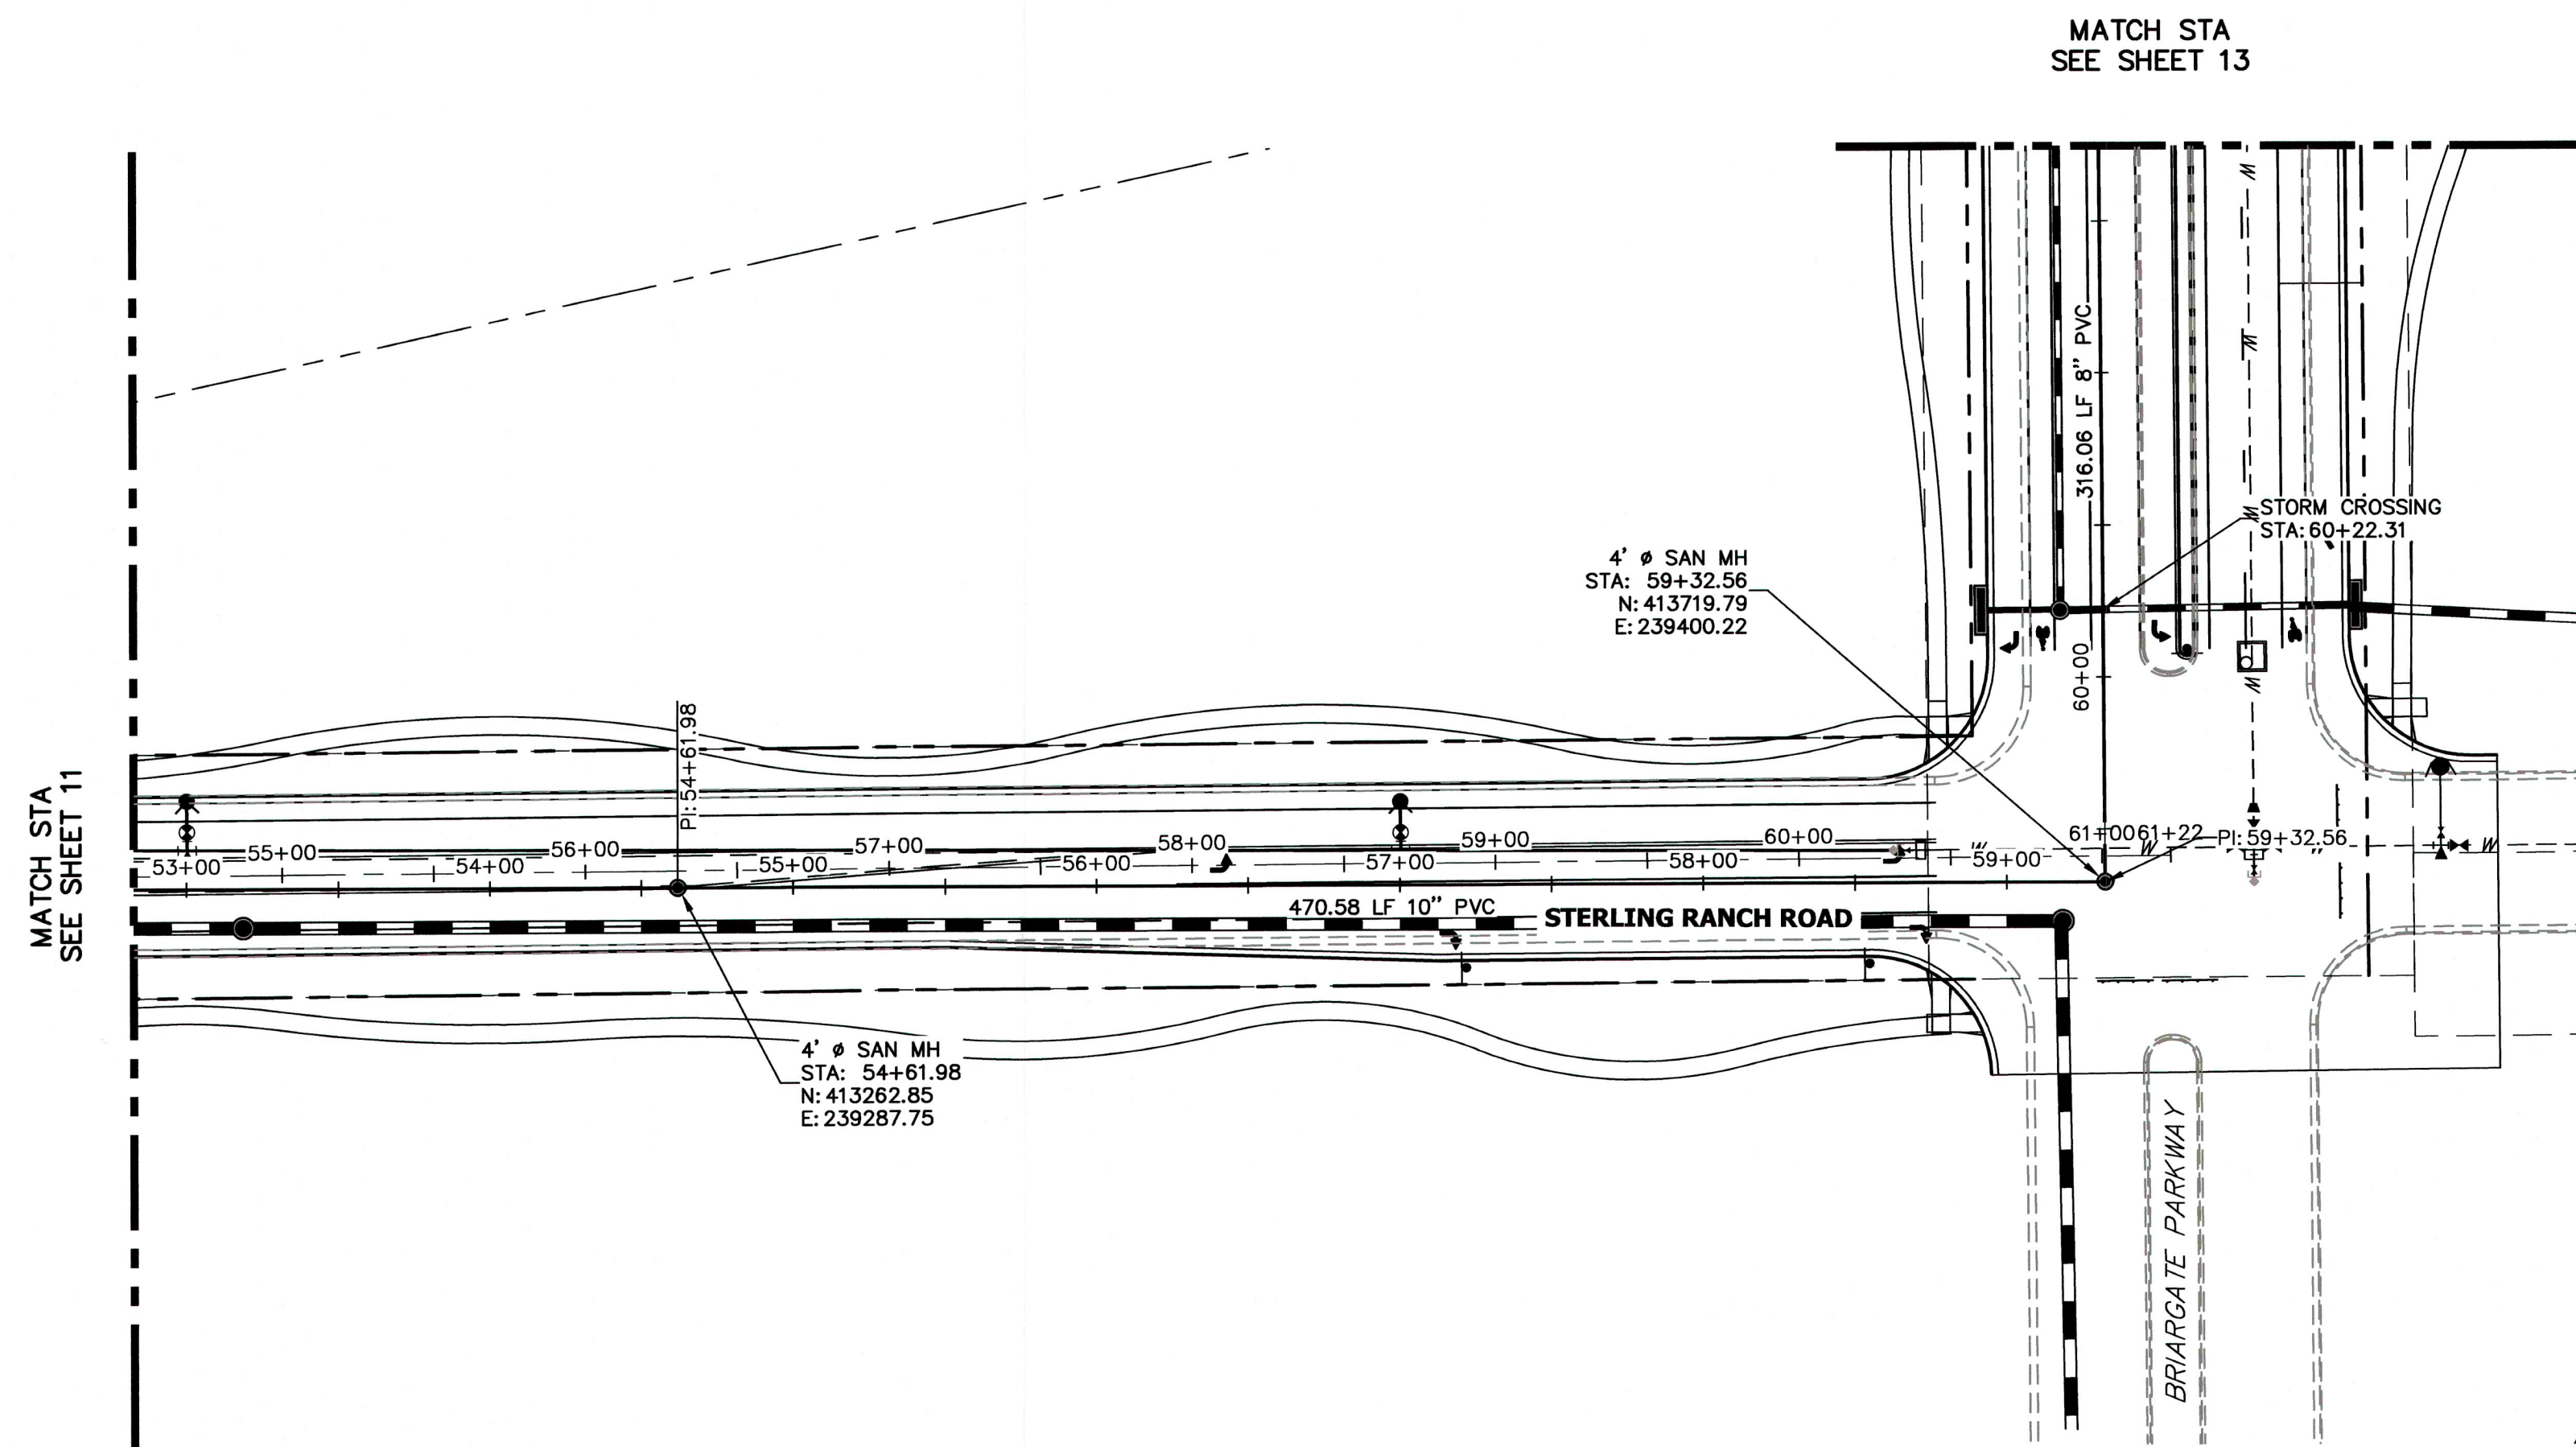 MATCH STA
SEE SHEET 13
316.06 LF 8" PVC
STORM CROSSING
STA: 60+22.31
4' ø SAN MH
STA: 59+32.56
N: 413719.79
E: 239400.22
60+00
MATCH STA
SEE SHEET 11
PI: 54+61.98
55+00
56+00
57+00
58+00
59+00
60+00
61+00
61+22
PI: 59+32.56
53+00
54+00
55+00
56+00
57+00
58+00
59+00
W
W
W
W
W
W
W
470.58 LF 10" PVC
STERLING RANCH ROAD
4' ø SAN MH
STA: 54+61.98
N: 413262.85
E: 239287.75
BRIARGATE PARKWAY